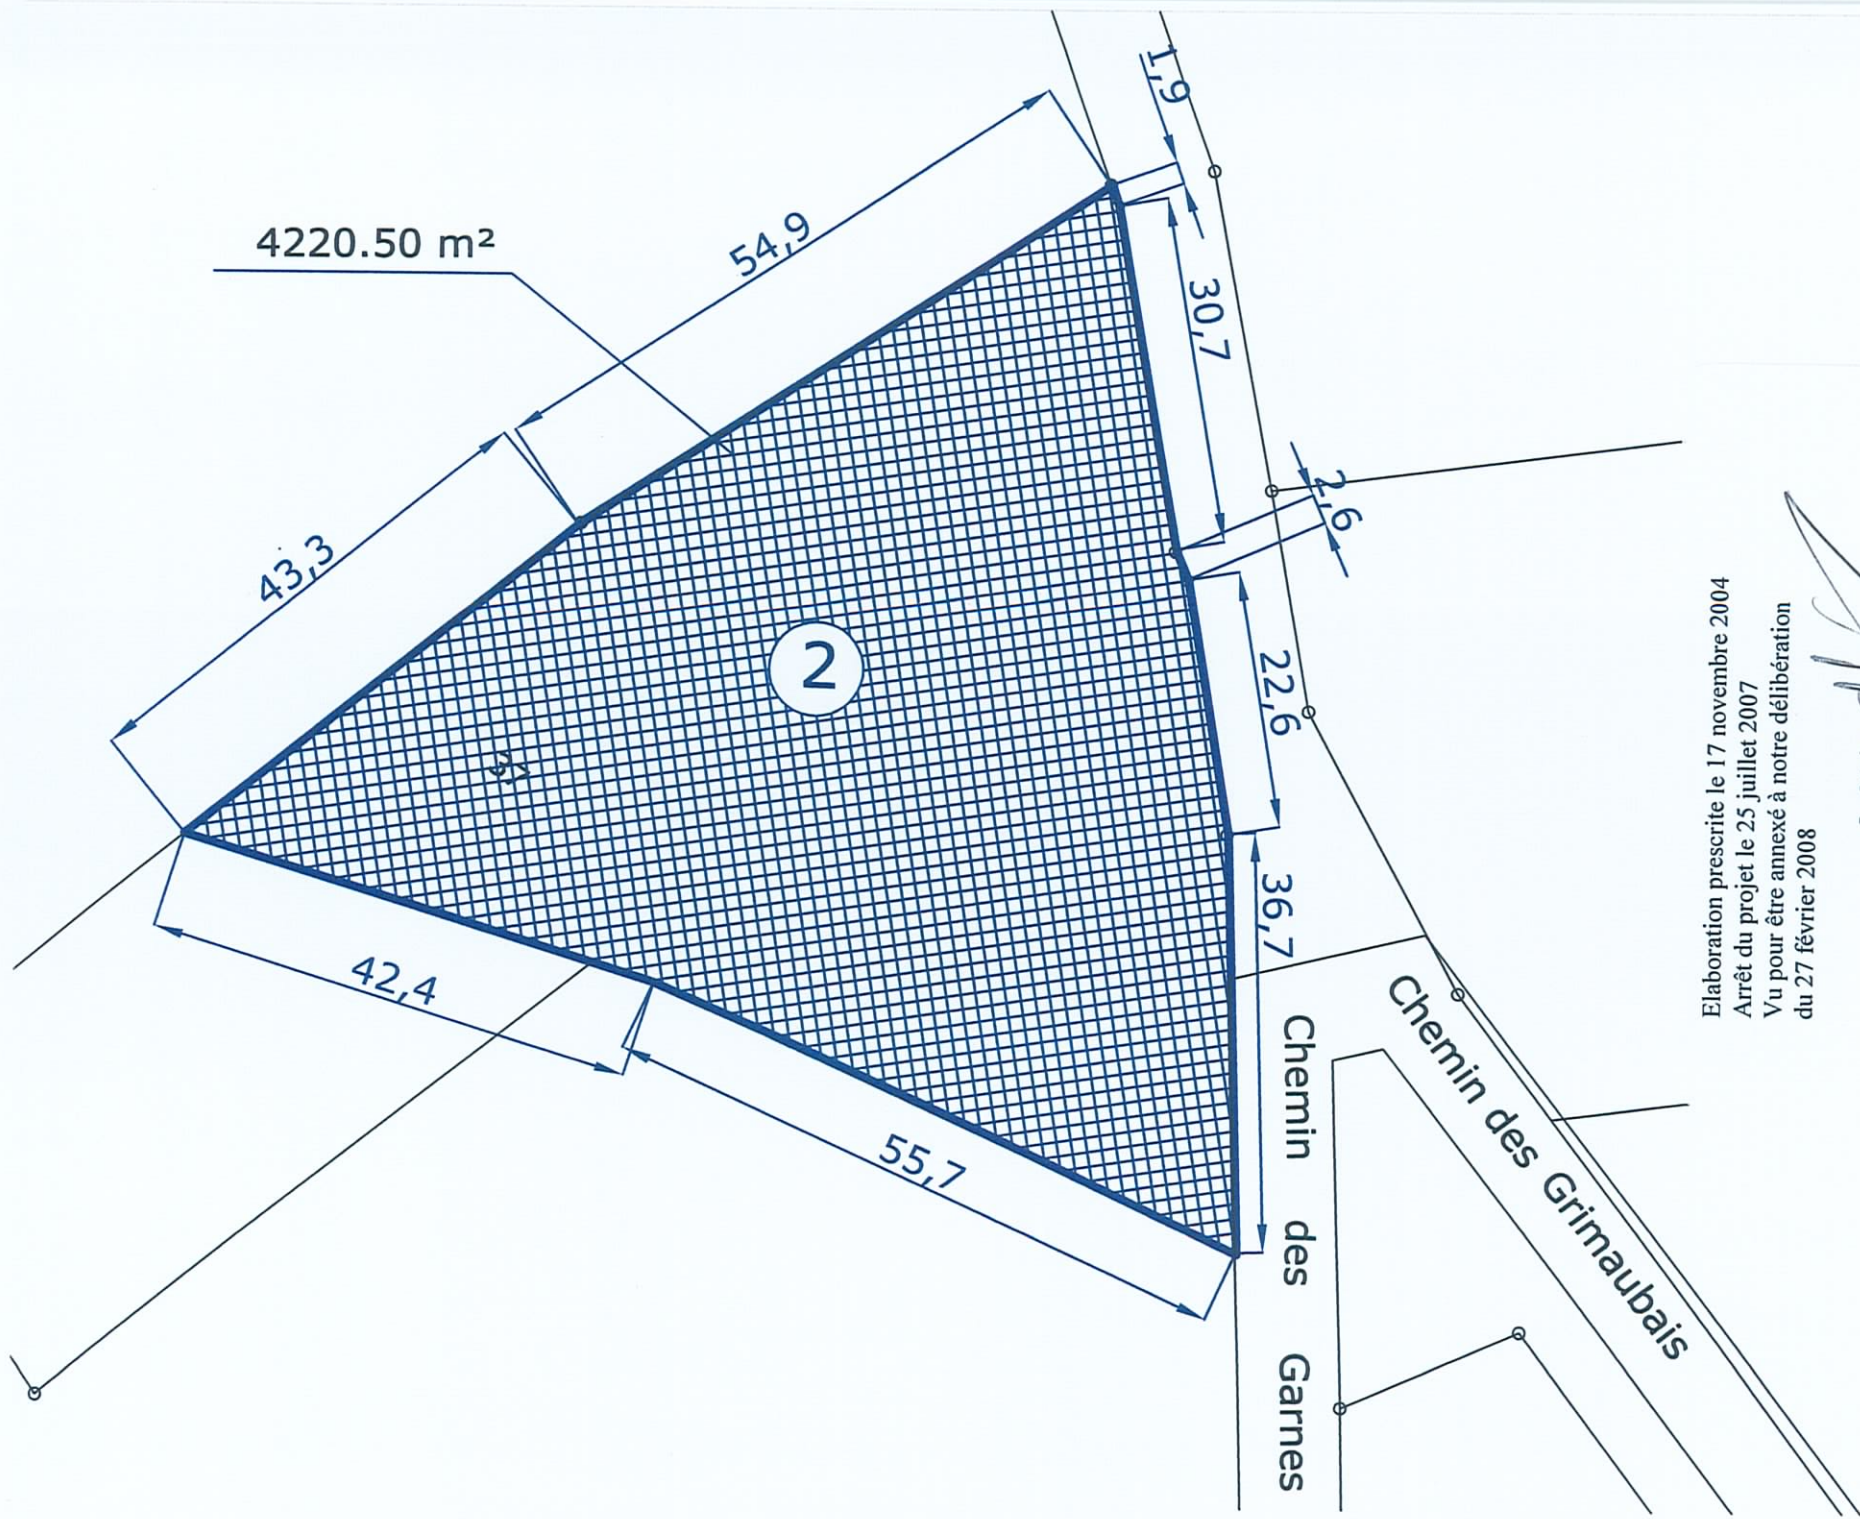 1,9
54,9
4220.50 m²
30,7
2,6
43,3
22,6
2
37
36,7
42,4
55,7
Chemin des Garnes
Chemin des Grimaubais
Elaboration prescrite le 17 novembre 2004
Arrêt du projet le 25 juillet 2007
Vu pour être annexé à notre délibération
du 27 février 2008